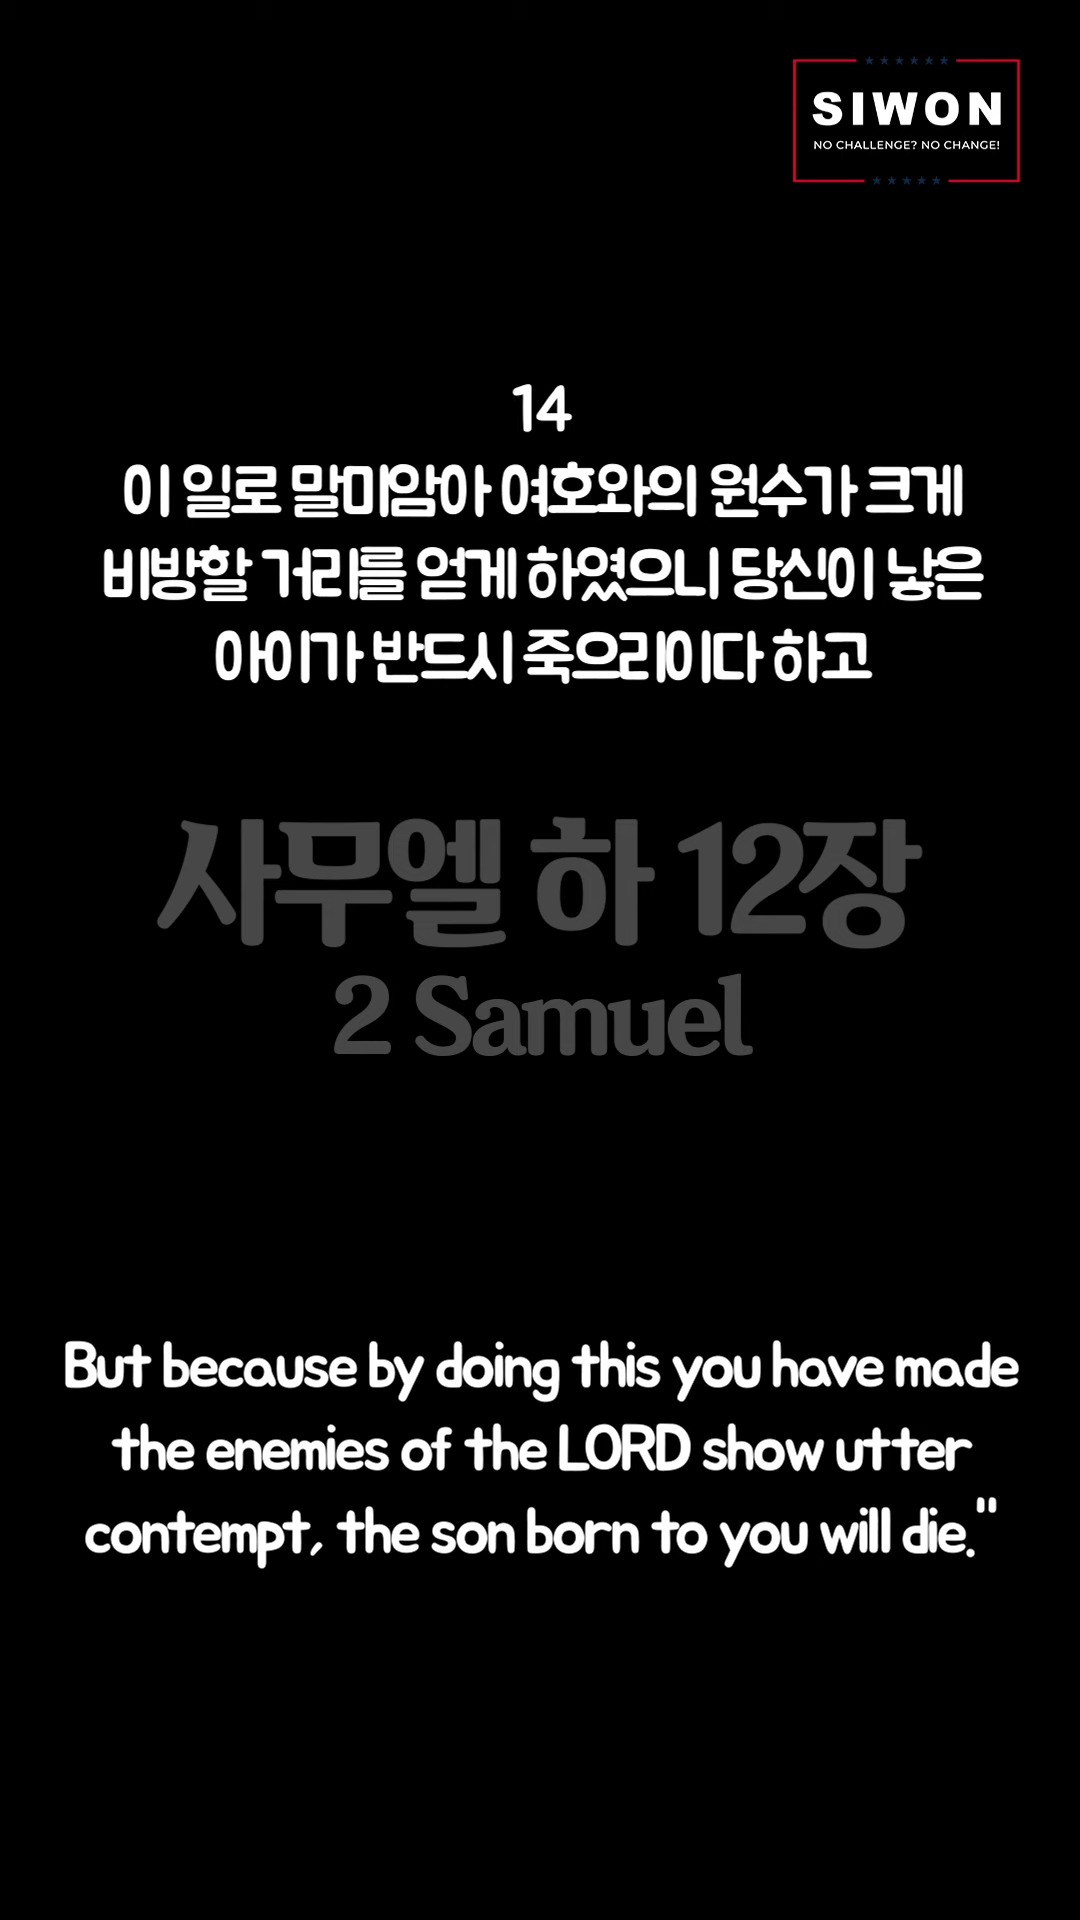 SIWON
NO CHALLENGE? NO CHANGE!
14
이 일로 말미암아 여호와의 원수가 크게
비방할 거리를 얻게 하였으니 당신이 낳은
아이가 반드시 죽으리이다 하고
사무엘 하 12장
2 Samuel
But because by doing this you have made
the enemies of the LORD show utter
contempt, the son born to you will die."